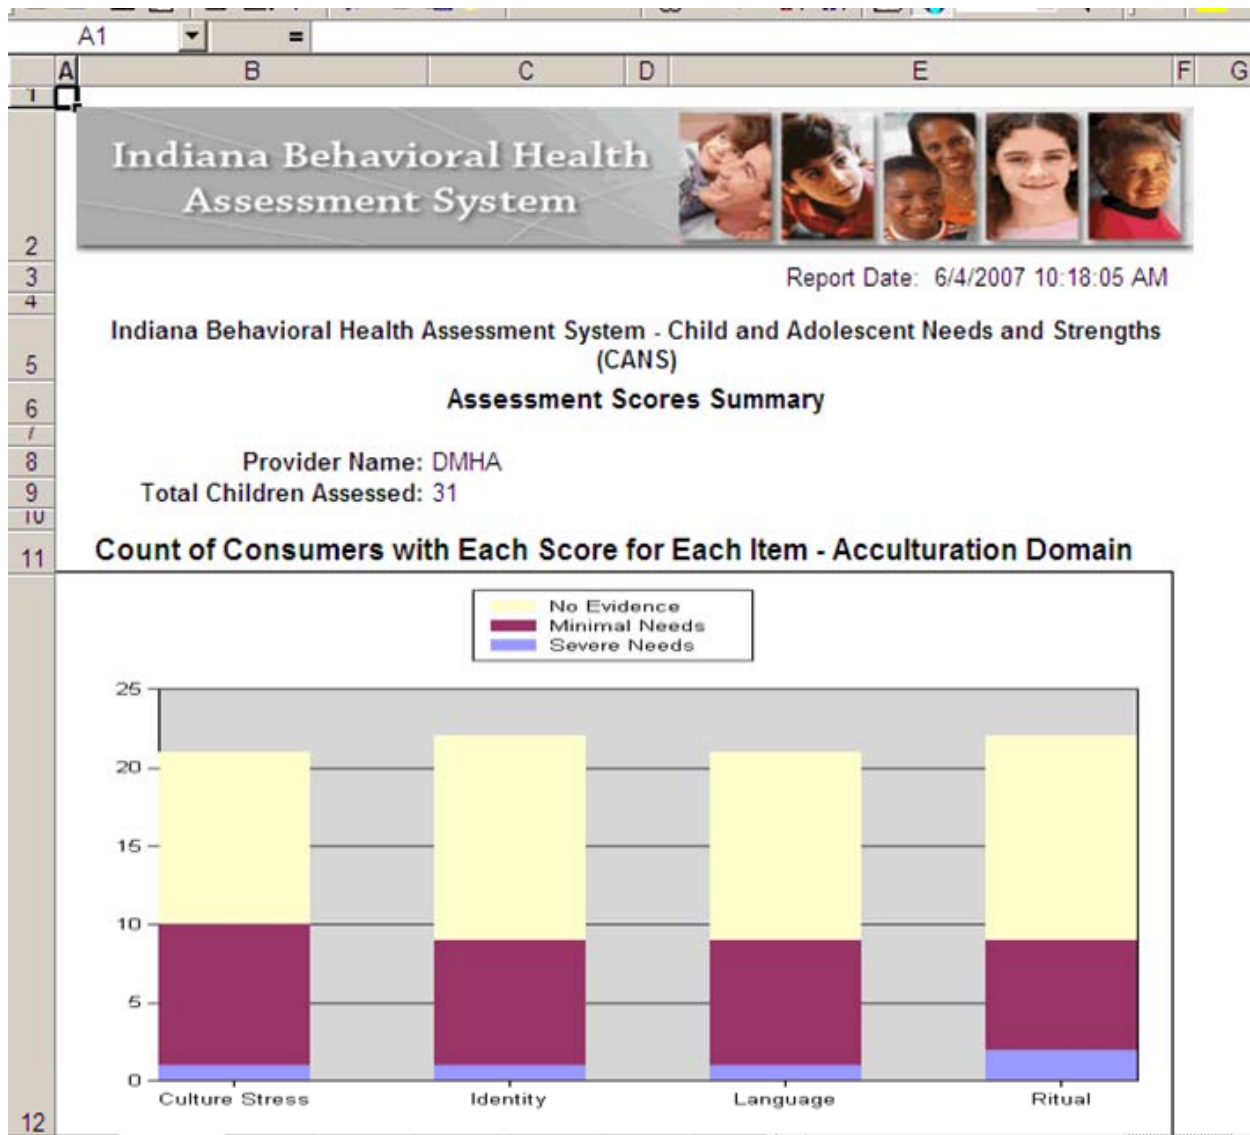 A1 =
A B C D E F G
1
Indiana Behavioral Health
Assessment System
2
3 Report Date: 6/4/2007 10:18:05 AM
4
Indiana Behavioral Health Assessment System - Child and Adolescent Needs and Strengths
5 (CANS)
6 Assessment Scores Summary
7
8 Provider Name: DMHA
9 Total Children Assessed: 31
10
11 Count of Consumers with Each Score for Each Item - Acculturation Domain
No Evidence
Minimal Needs
Severe Needs
25
20
15
10
5
0
Culture Stress Identity Language Ritual
12